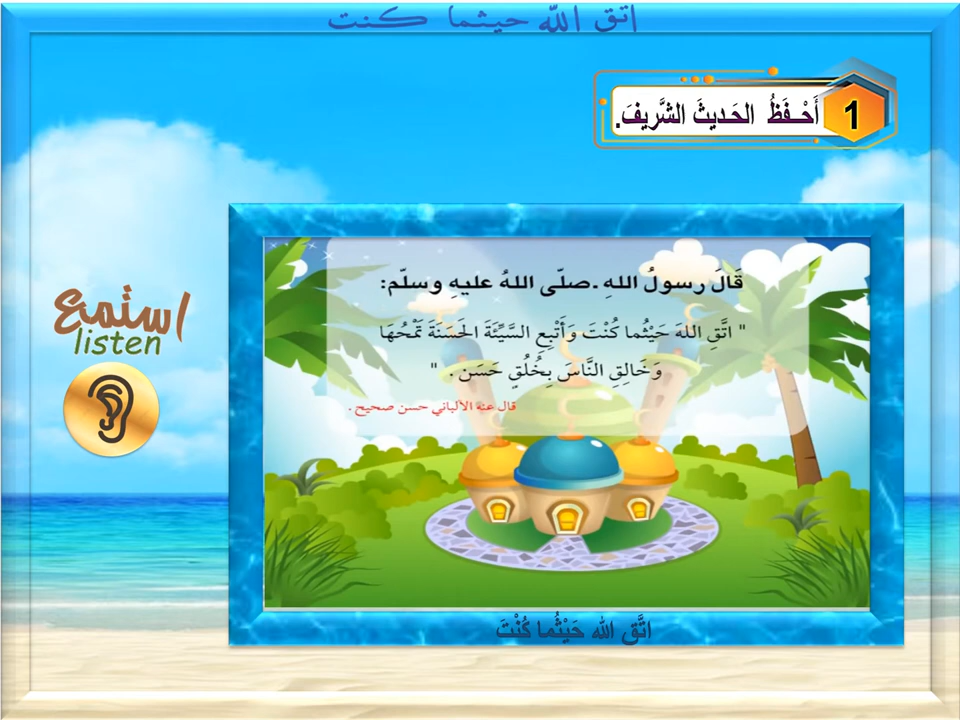 اتق الله حيثما كنت
1 أَحْـفَظُ الحَديثَ الشَّريفَ.
قَالَ رسولُ اللهِ ـ صلّى اللهُ عليهِ وسلّم:
" اتَّقِ اللهَ حَيْثُما كُنْتَ وَأَتْبِعِ السَّيِّئَةَ الحَسَنَةَ تَمْحُهَا
وَخَالِقِ النَّاسَ بِخُلُقٍ حَسَن . "
قال عنه الألباني حسن صحيح .
استمع
listen
اتَّقِ الله حَيْثُما كُنْتَ